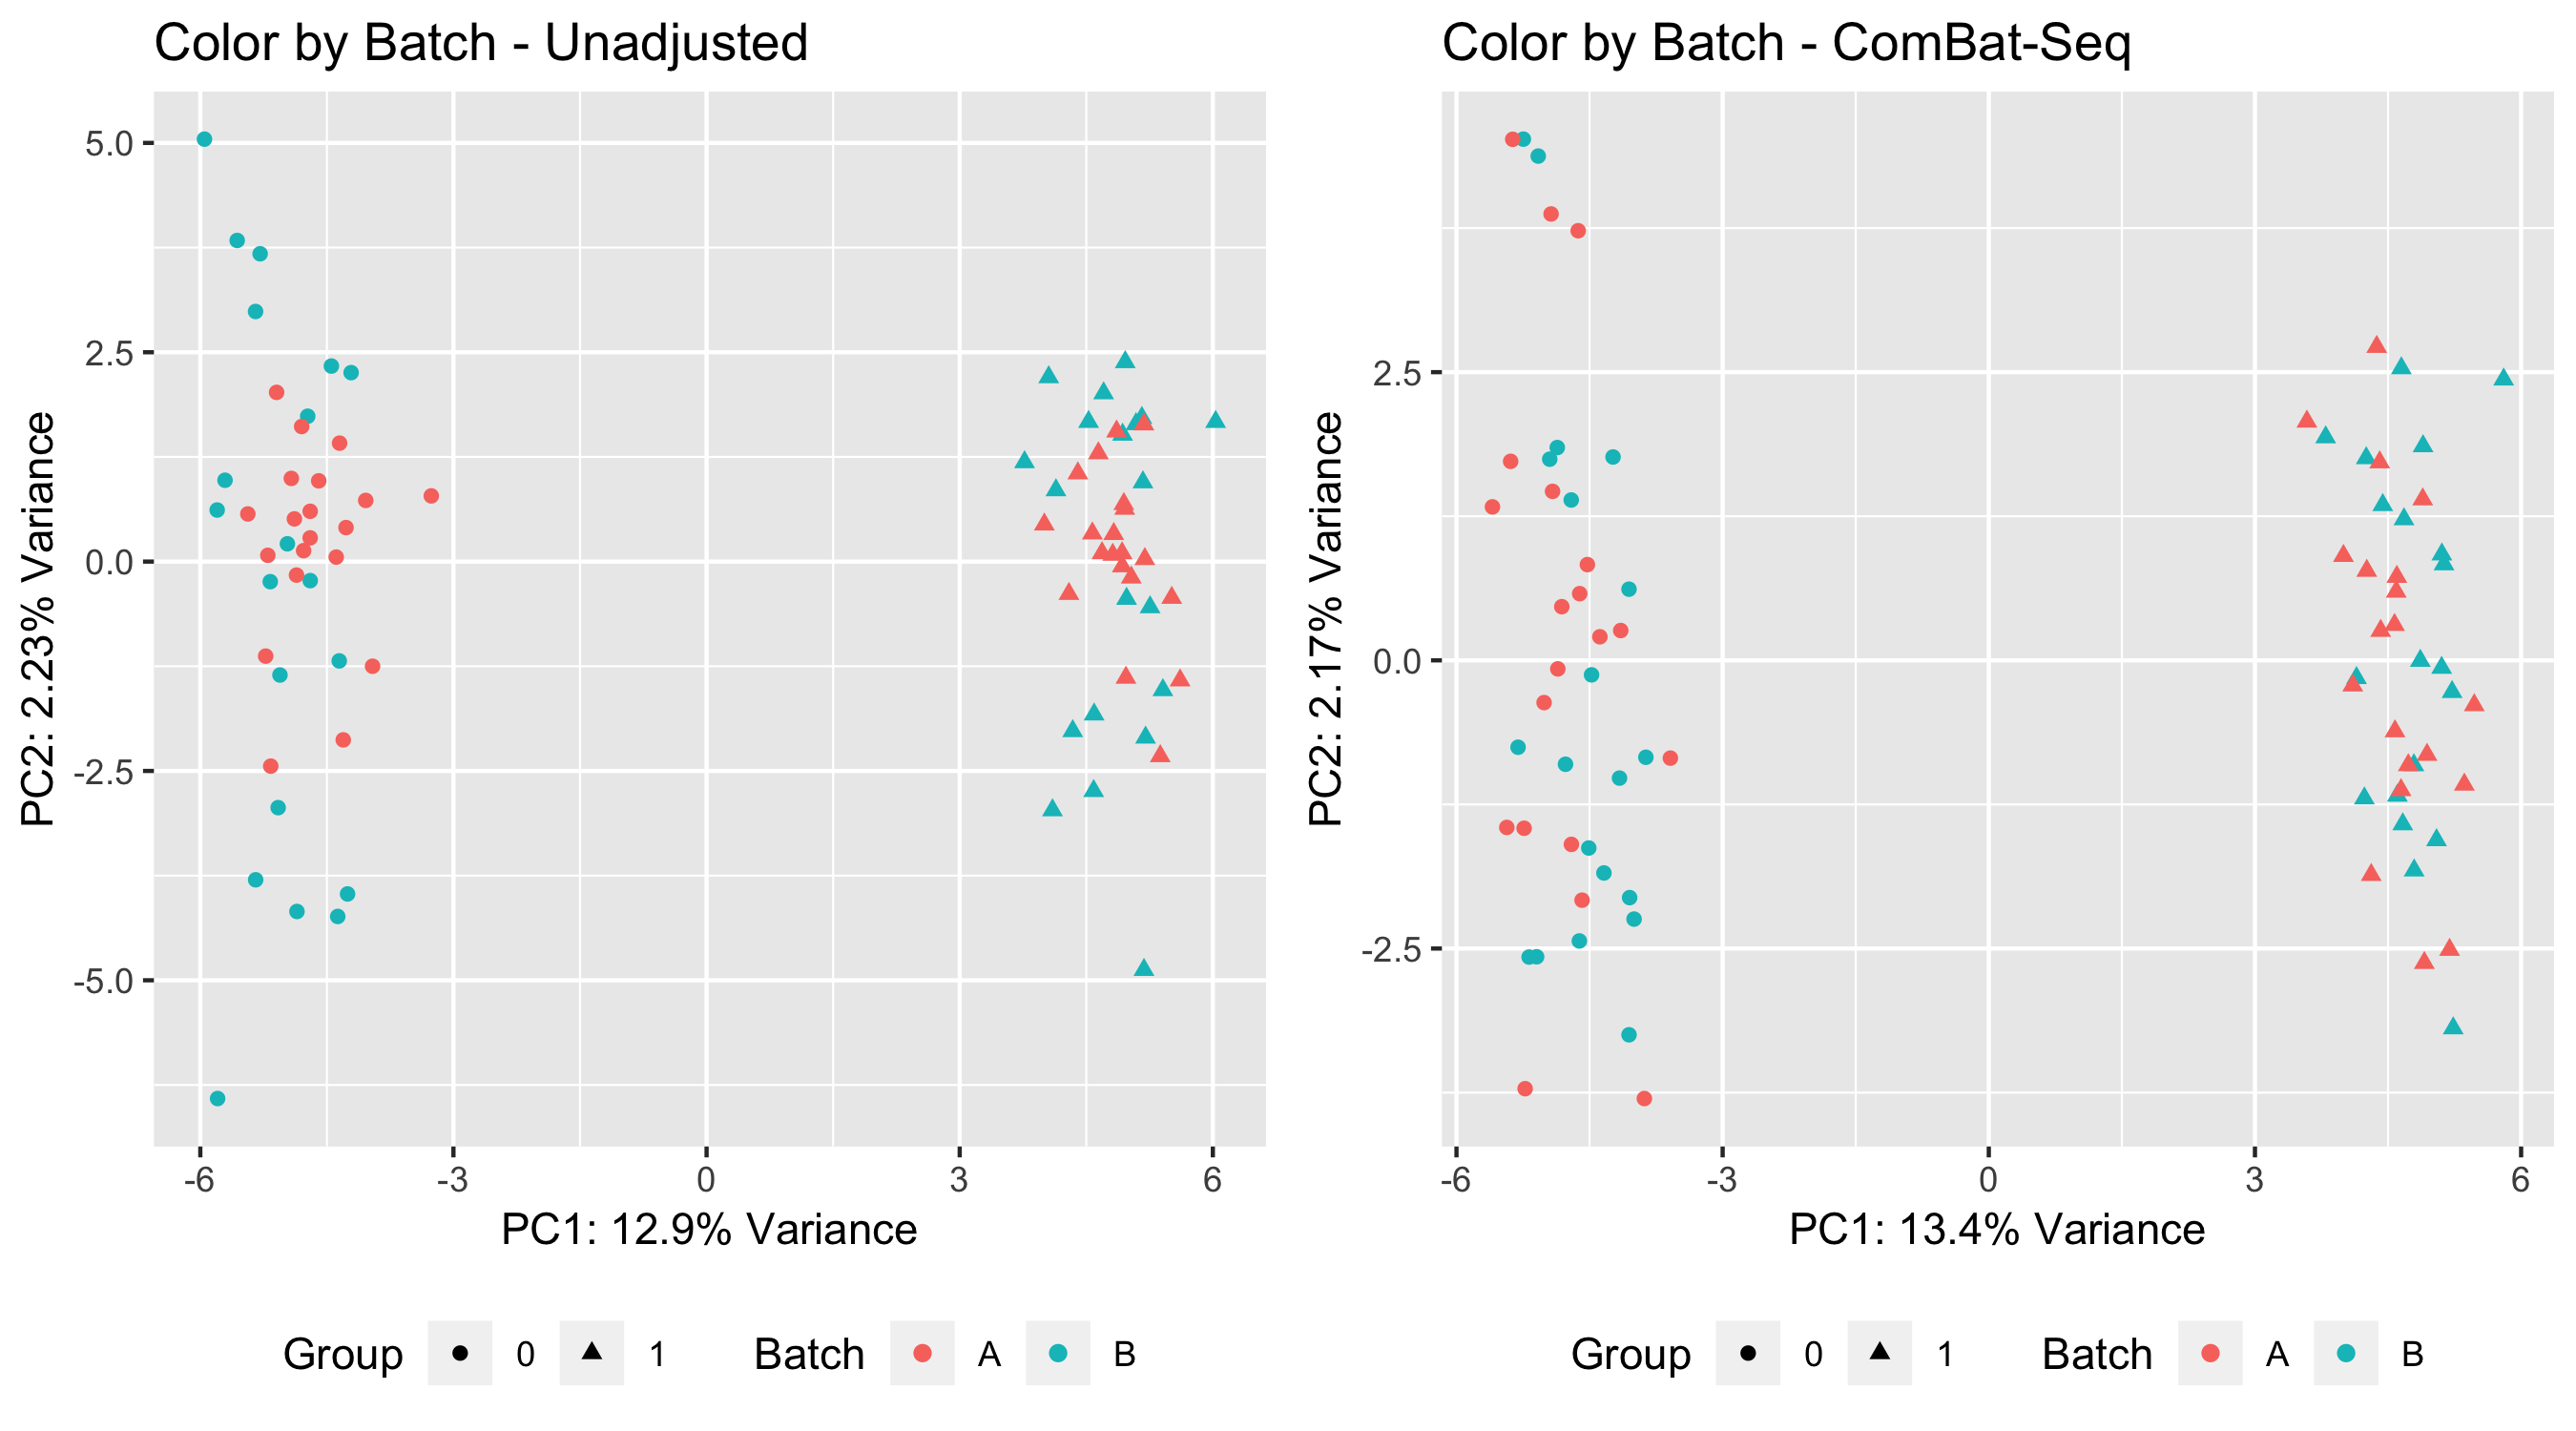 Color by Batch - Unadjusted
5.0
2.5
0.0
-2.5
-5.0
PC2: 2.23% Variance
-6 -3 0 3 6
PC1: 12.9% Variance
Group 0 1 Batch A B
Color by Batch - ComBat-Seq
2.5
0.0
-2.5
PC2: 2.17% Variance
-6 -3 0 3 6
PC1: 13.4% Variance
Group 0 1 Batch A B